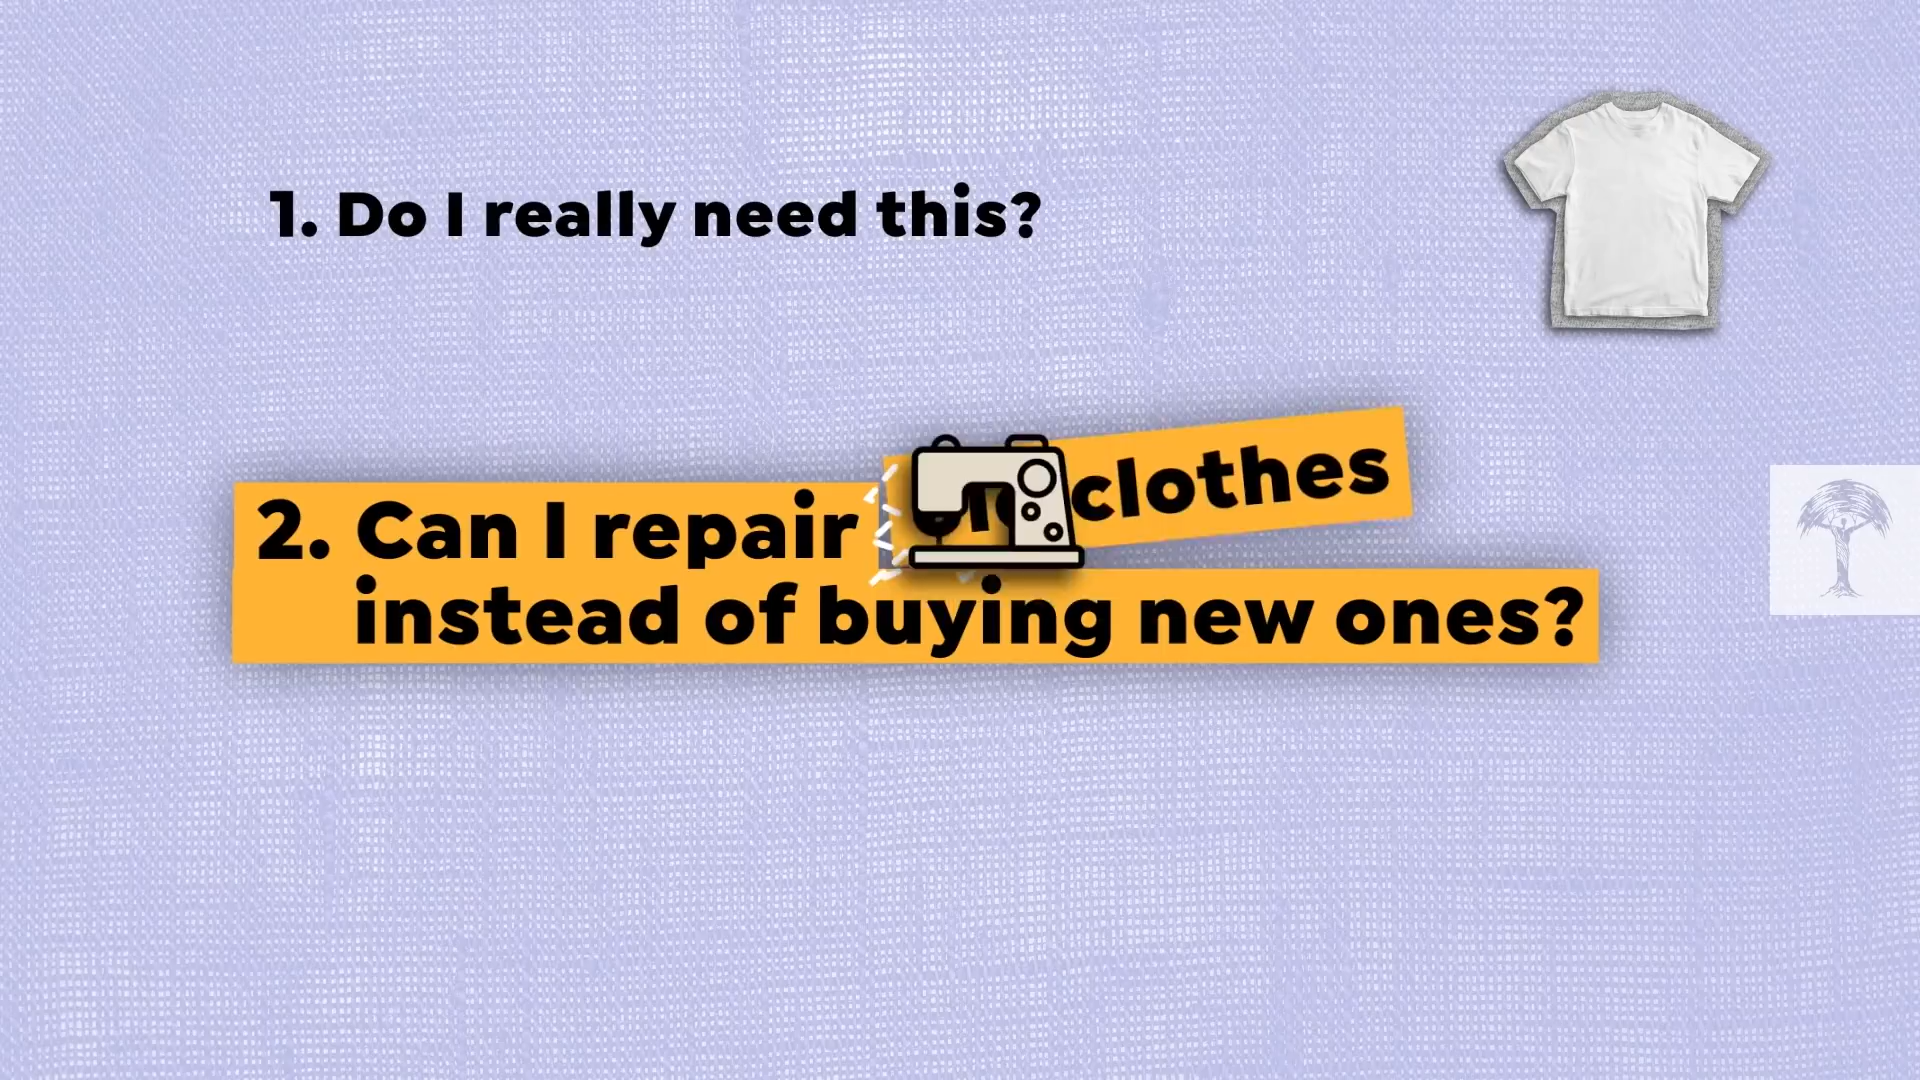 1. Do I really need this?
2. Can I repair clothes
instead of buying new ones?